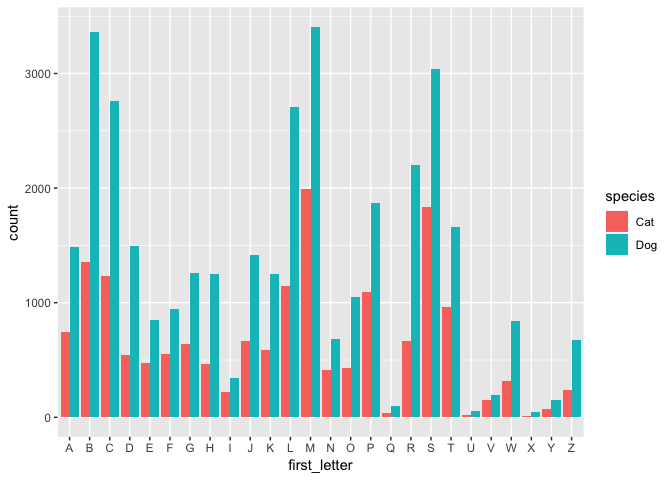 3000
2000
1000
0
count
A B C D E F G H I J K L M N O P Q R S T U V W X Y Z
first_letter
species
Cat
Dog